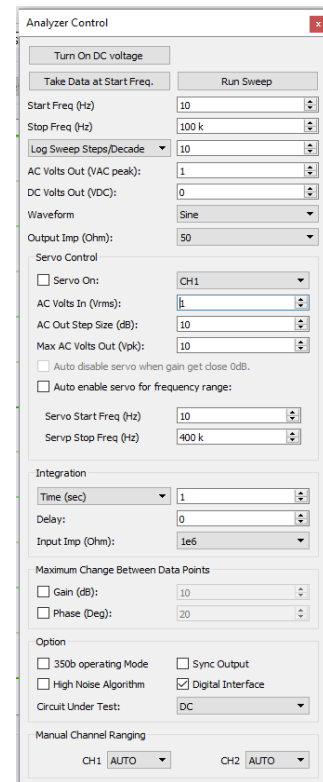 Analyzer Control
x
Turn On DC voltage
Take Data at Start Freq. Run Sweep
Start Freq (Hz) 10
Stop Freq (Hz) 100 k
Log Sweep Steps/Decade 10
AC Volts Out (VAC peak): 1
DC Volts Out (VDC): 0
Waveform Sine
Output Imp (Ohm): 50
Servo Control
Servo On: CH1
AC Volts In (Vrms): 1
AC Out Step Size (dB): 10
Max AC Volts Out (Vpk): 10
Auto disable servo when gain get close 0dB.
Auto enable servo for frequency range:
Servo Start Freq (Hz) 10
Servp Stop Freq (Hz) 400 k
Integration
Time (sec) 1
Delay: 0
Input Imp (Ohm): 1e6
Maximum Change Between Data Points
Gain (dB): 10
Phase (Deg): 20
Option
350b operating Mode Sync Output
High Noise Algorithm Digital Interface
Circuit Under Test: DC
Manual Channel Ranging
CH1 AUTO CH2 AUTO